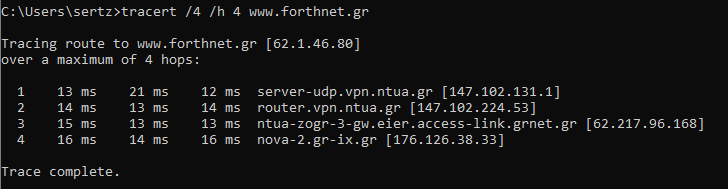 C:\Users\sertz>tracert /4 /h 4 www.forthnet.gr
Tracing route to www.forthnet.gr [62.1.46.80]
over a maximum of 4 hops:
1 13 ms 21 ms 12 ms server-udp.vpn.ntua.gr [147.102.131.1]
2 14 ms 13 ms 14 ms router.vpn.ntua.gr [147.102.224.53]
3 15 ms 13 ms 13 ms ntua-zogr-3-gw.eier.access-link.grnet.gr [62.217.96.168]
4 16 ms 14 ms 16 ms nova-2.gr-ix.gr [176.126.38.33]
Trace complete.